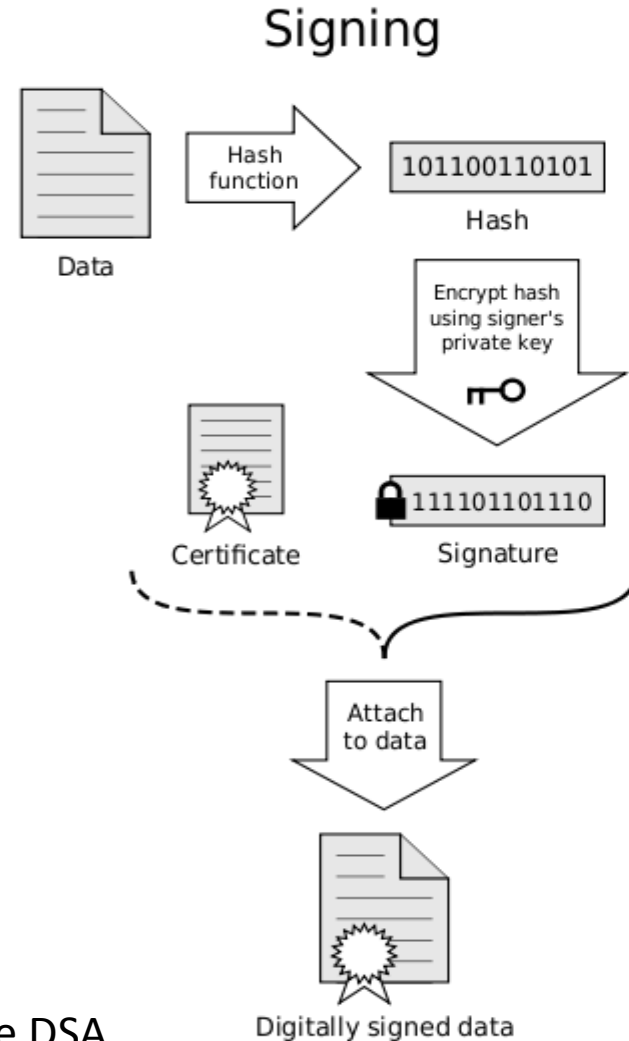 Signing
Hash
function
101100110101
Hash
Data
Encrypt hash
using signer's
private key
111101101110
Certificate
Signature
Attach
to data
Digitally signed data
DSA